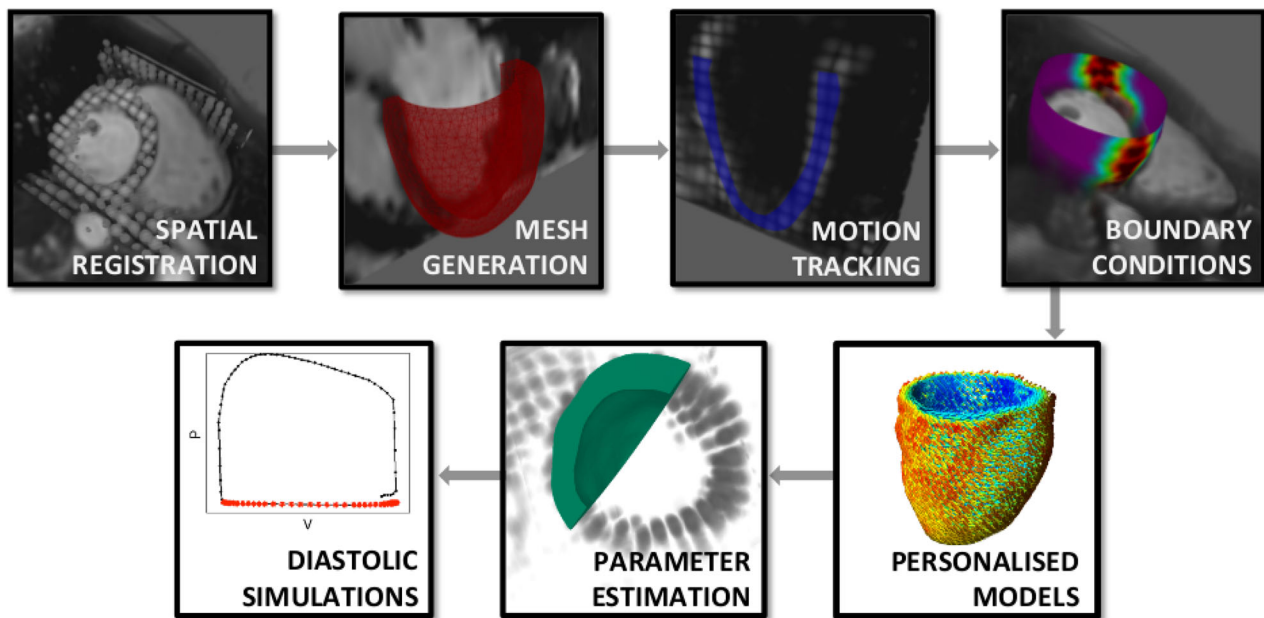 SPATIAL
REGISTRATION
MESH
GENERATION
MOTION
TRACKING
BOUNDARY
CONDITIONS
P
V
DIASTOLIC
SIMULATIONS
PARAMETER
ESTIMATION
PERSONALISED
MODELS